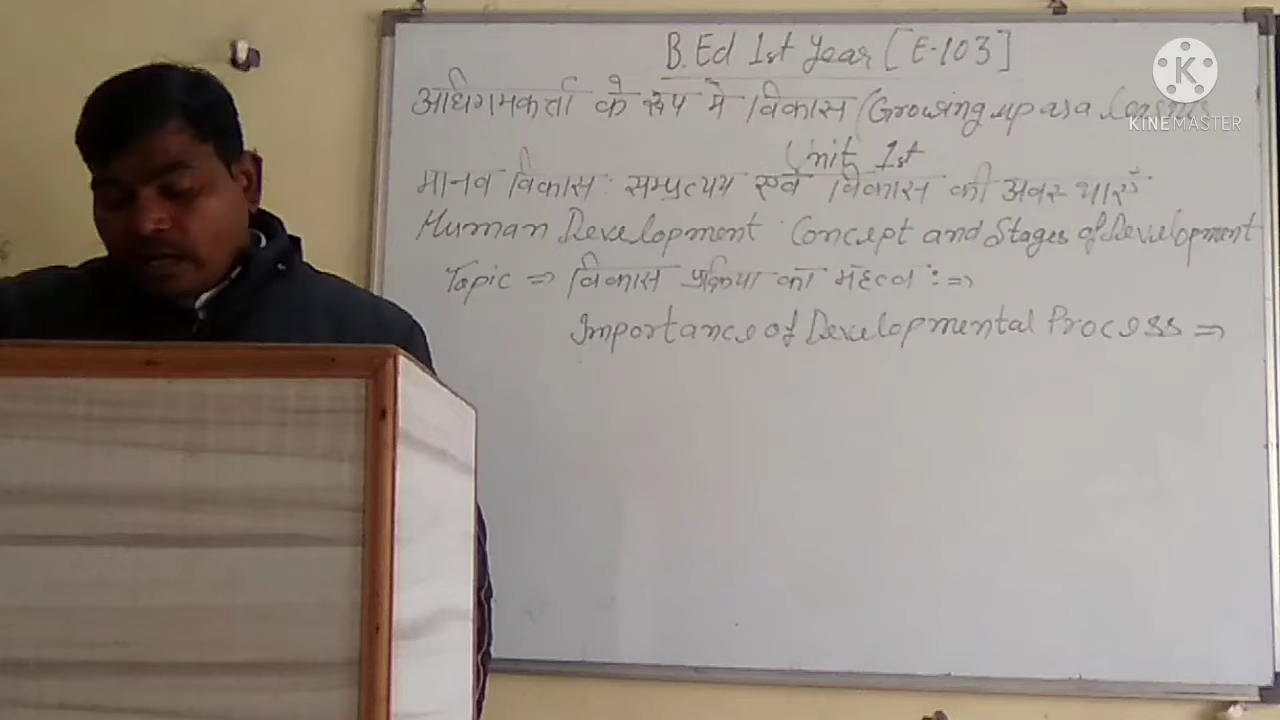 B.Ed 1st Year [E-103]
अधिगमकर्त्ता के रूप मे विकास (Growing up as a
Unit 1st
मानव विकास : सम्प्रत्यय एवं विकास की अवस्थाएँ
Human Development : Concept and Stages of Development
Topic ⇒ विकास प्रक्रिया का महत्व :⇒
Importance of Developmental Process ⇒
K
KINEMASTER